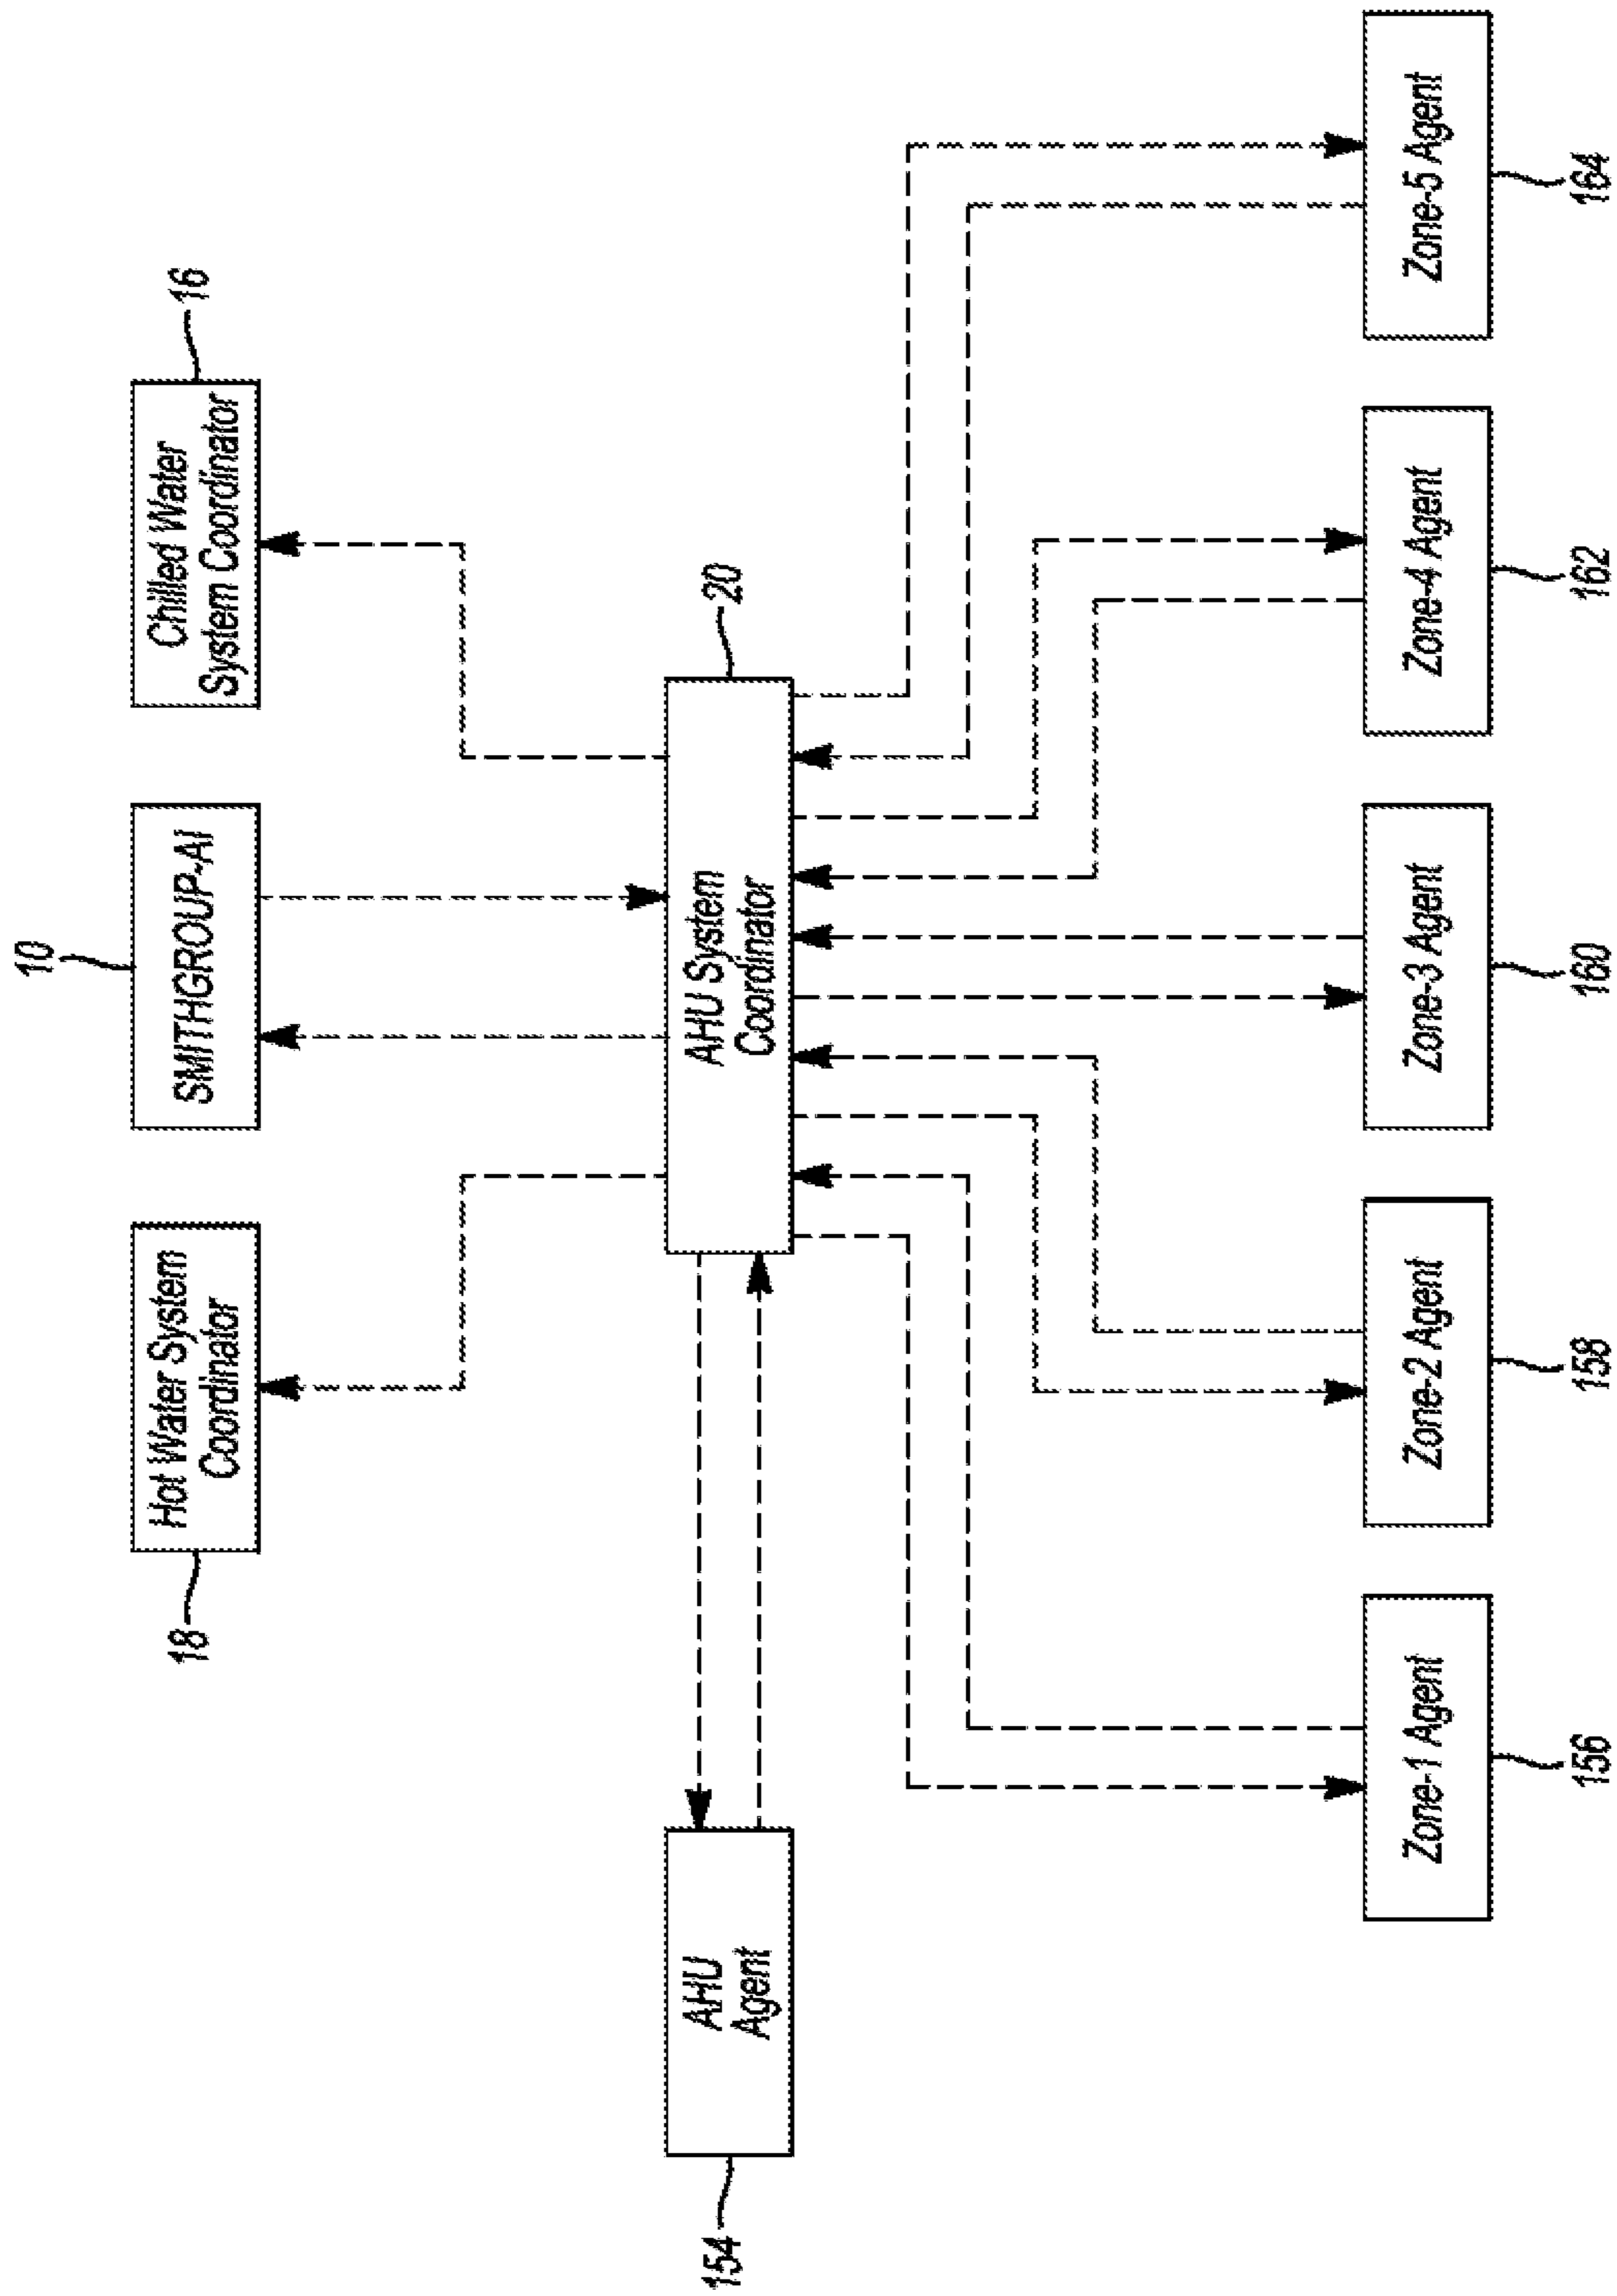 10
18
Hot Water System
Coordinator
SMITHGROUP-AI
Chilled Water
System Coordinator
16
154
AHU
Agent
AHU System
Coordinator
20
Zone-1 Agent
156
Zone-2 Agent
158
Zone-3 Agent
160
Zone-4 Agent
162
Zone-5 Agent
164